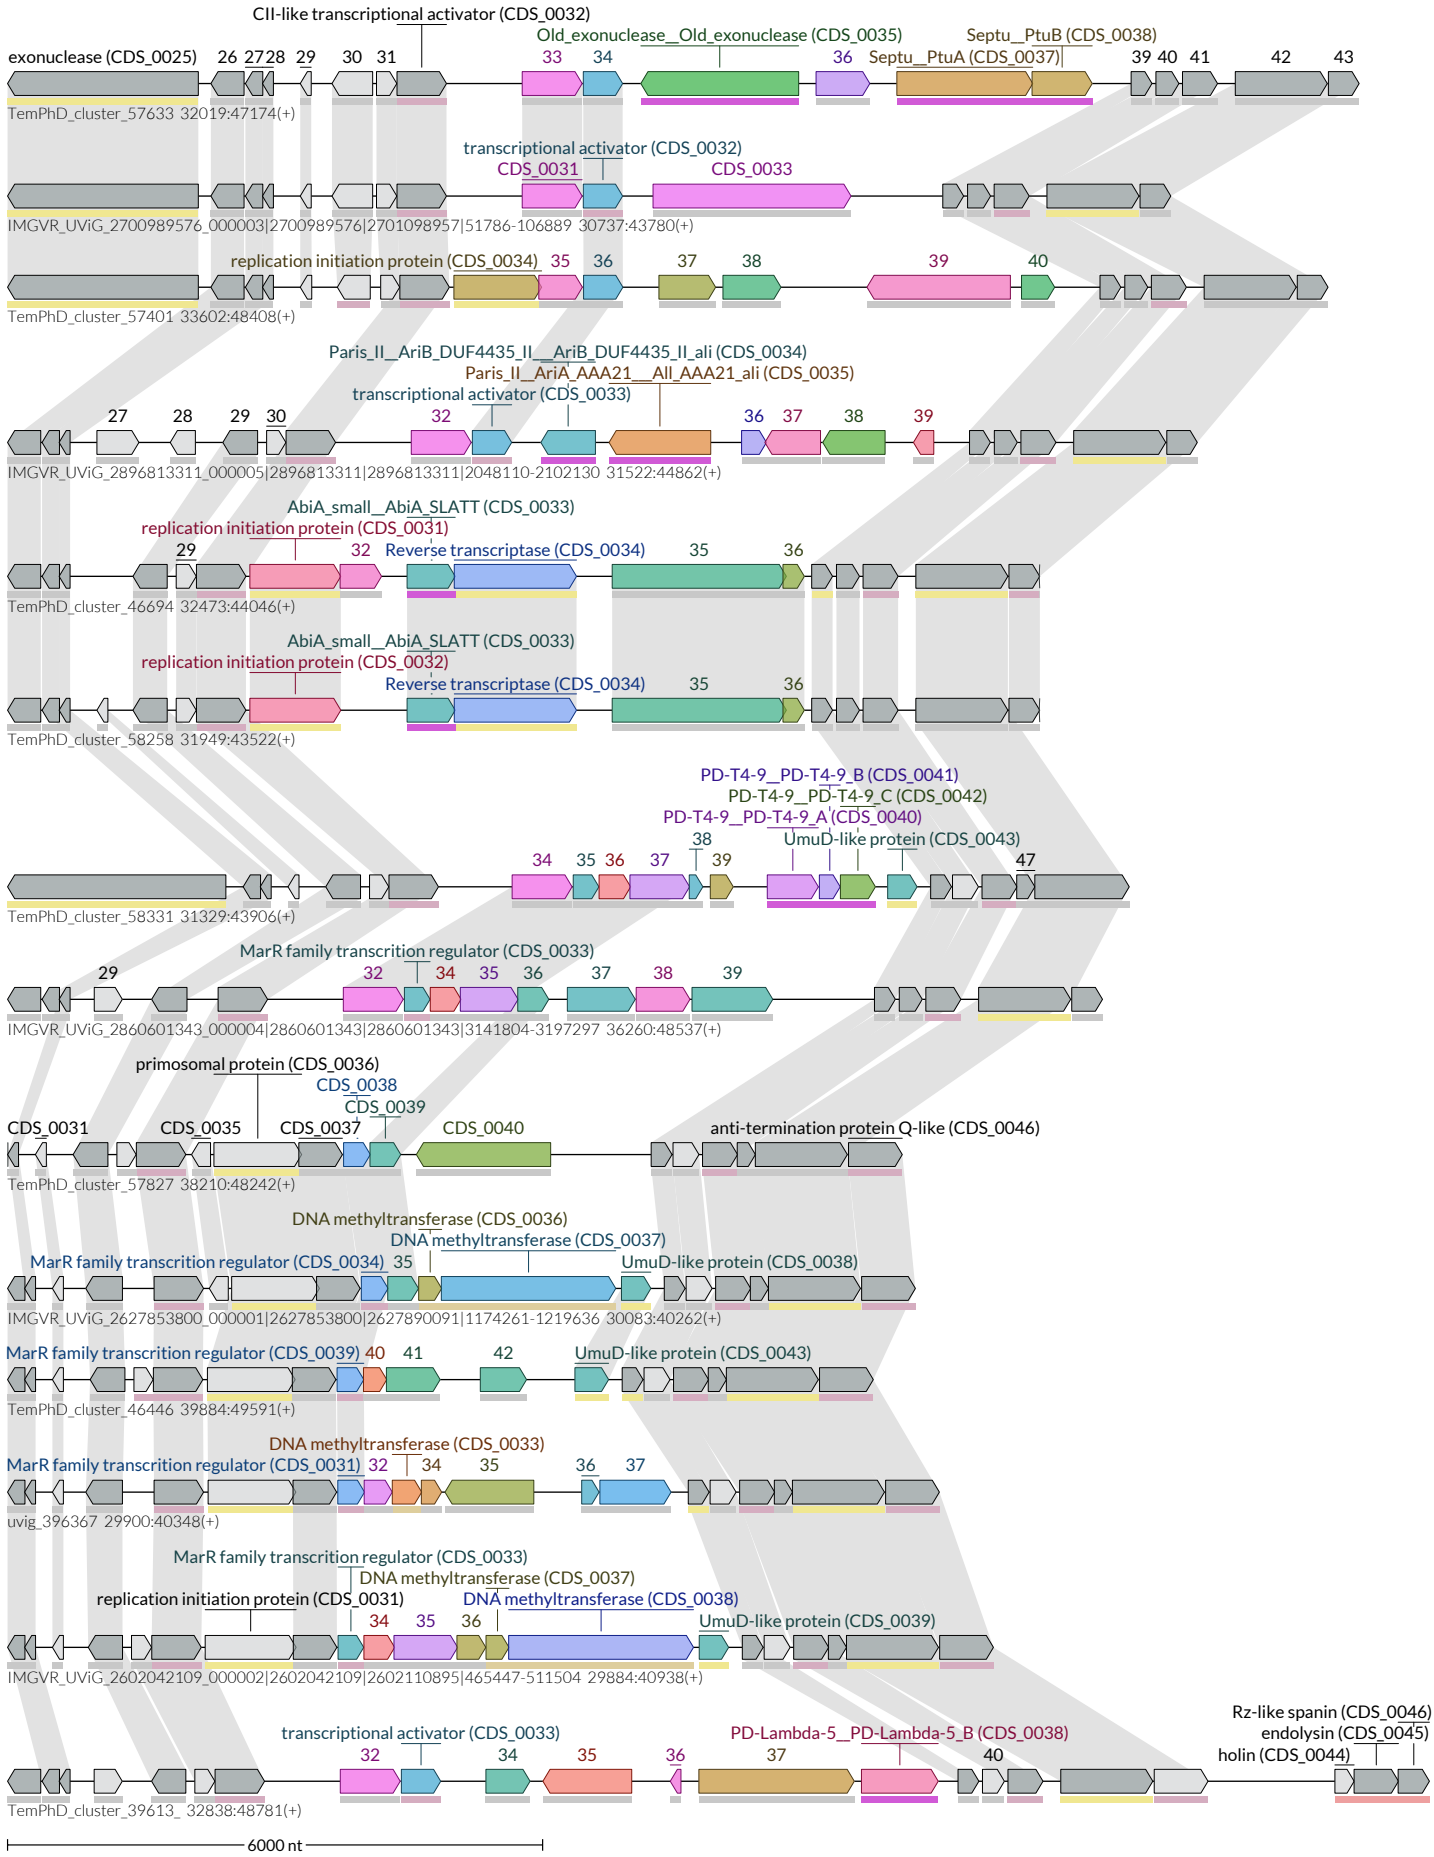 CII-like transcriptional activator (CDS_0032)
Old_exonuclease__Old_exonuclease (CDS_0035)
Septu__PtuB (CDS_0038)
exonuclease (CDS_0025) 26 27 28 29 30 31 33 34 36 Septu__PtuA (CDS_0037) 39 40 41 42 43
TemPhD_cluster_57633 32019:47174(+)
transcriptional activator (CDS_0032)
CDS_0031 CDS_0033
IMGVR_UViG_2700989576_000003|2700989576|2701098957|51786-106889 30737:43780(+)
replication initiation protein (CDS_0034) 35 36 37 38 39 40
TemPhD_cluster_57401 33602:48408(+)
Paris_II__AriB_DUF4435_II__AriB_DUF4435_II_ali (CDS_0034)
Paris_II__AriA_AAA21__All_AAA21_ali (CDS_0035)
transcriptional activator (CDS_0033)
27 28 29 30 32 36 37 38 39
IMGVR_UViG_2896813311_000005|2896813311|2896813311|2048110-2102130 31522:44862(+)
AbiA_small__AbiA_SLATT (CDS_0033)
replication initiation protein (CDS_0031)
29 32 Reverse transcriptase (CDS_0034) 35 36
TemPhD_cluster_46694 32473:44046(+)
AbiA_small__AbiA_SLATT (CDS_0033)
replication initiation protein (CDS_0032)
Reverse transcriptase (CDS_0034) 35 36
TemPhD_cluster_58258 31949:43522(+)
PD-T4-9__PD-T4-9_B (CDS_0041)
PD-T4-9__PD-T4-9_C (CDS_0042)
PD-T4-9__PD-T4-9_A (CDS_0040)
38 UmuD-like protein (CDS_0043)
34 35 36 37 39 47
TemPhD_cluster_58331 31329:43906(+)
MarR family transcrition regulator (CDS_0033)
29 32 34 35 36 37 38 39
IMGVR_UViG_2860601343_000004|2860601343|2860601343|3141804-3197297 36260:48537(+)
primosomal protein (CDS_0036)
CDS_0038
CDS_0039
CDS_0031 CDS_0035 CDS_0037 CDS_0040 anti-termination protein Q-like (CDS_0046)
TemPhD_cluster_57827 38210:48242(+)
DNA methyltransferase (CDS_0036)
DNA methyltransferase (CDS_0037)
MarR family transcrition regulator (CDS_0034) 35 UmuD-like protein (CDS_0038)
IMGVR_UViG_2627853800_000001|2627853800|2627890091|1174261-1219636 30083:40262(+)
MarR family transcrition regulator (CDS_0039) 40 41 42 UmuD-like protein (CDS_0043)
TemPhD_cluster_46446 39884:49591(+)
DNA methyltransferase (CDS_0033)
MarR family transcrition regulator (CDS_0031) 32 34 35 36 37
uvig_396367 29900:40348(+)
MarR family transcrition regulator (CDS_0033)
DNA methyltransferase (CDS_0037)
replication initiation protein (CDS_0031) DNA methyltransferase (CDS_0038)
34 35 36 UmuD-like protein (CDS_0039)
IMGVR_UViG_2602042109_000002|2602042109|2602110895|465447-511504 29884:40938(+)
Rz-like spanin (CDS_0046)
transcriptional activator (CDS_0033) PD-Lambda-5__PD-Lambda-5_B (CDS_0038) endolysin (CDS_0045)
32 34 35 36 37 40 holin (CDS_0044)
TemPhD_cluster_39613_ 32838:48781(+)
6000 nt